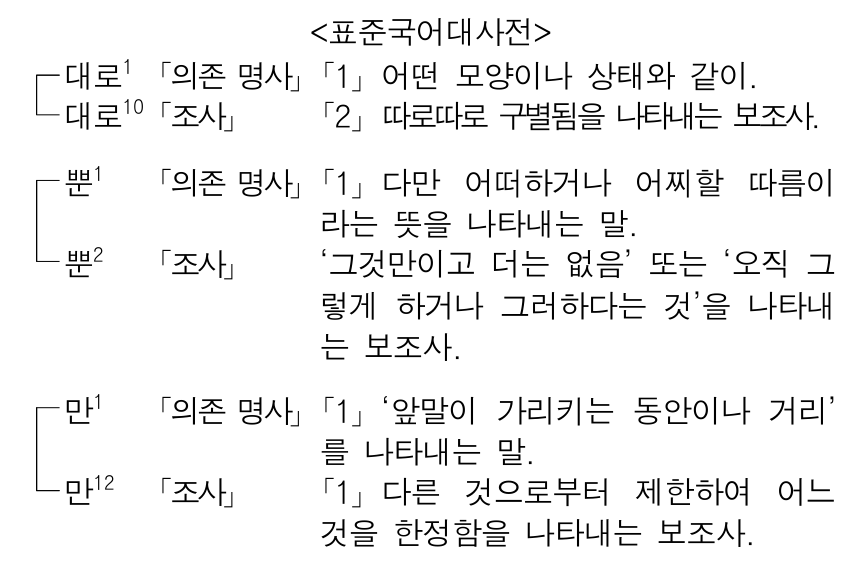 <표준국어대사전>
대로¹ 「의존 명사」 「1」 어떤 모양이나 상태와 같이.
대로¹⁰ 「조사」 「2」 따로따로 구별됨을 나타내는 보조사.
뿐¹ 「의존 명사」 「1」 다만 어떠하거나 어찌할 따름이
라는 뜻을 나타내는 말.
뿐² 「조사」 ‘그것만이고 더는 없음’ 또는 ‘오직 그
렇게 하거나 그러하다는 것’을 나타내
는 보조사.
만¹ 「의존 명사」 「1」 ‘앞말이 가리키는 동안이나 거리’
를 나타내는 말.
만¹² 「조사」 「1」 다른 것으로부터 제한하여 어느
것을 한정함을 나타내는 보조사.